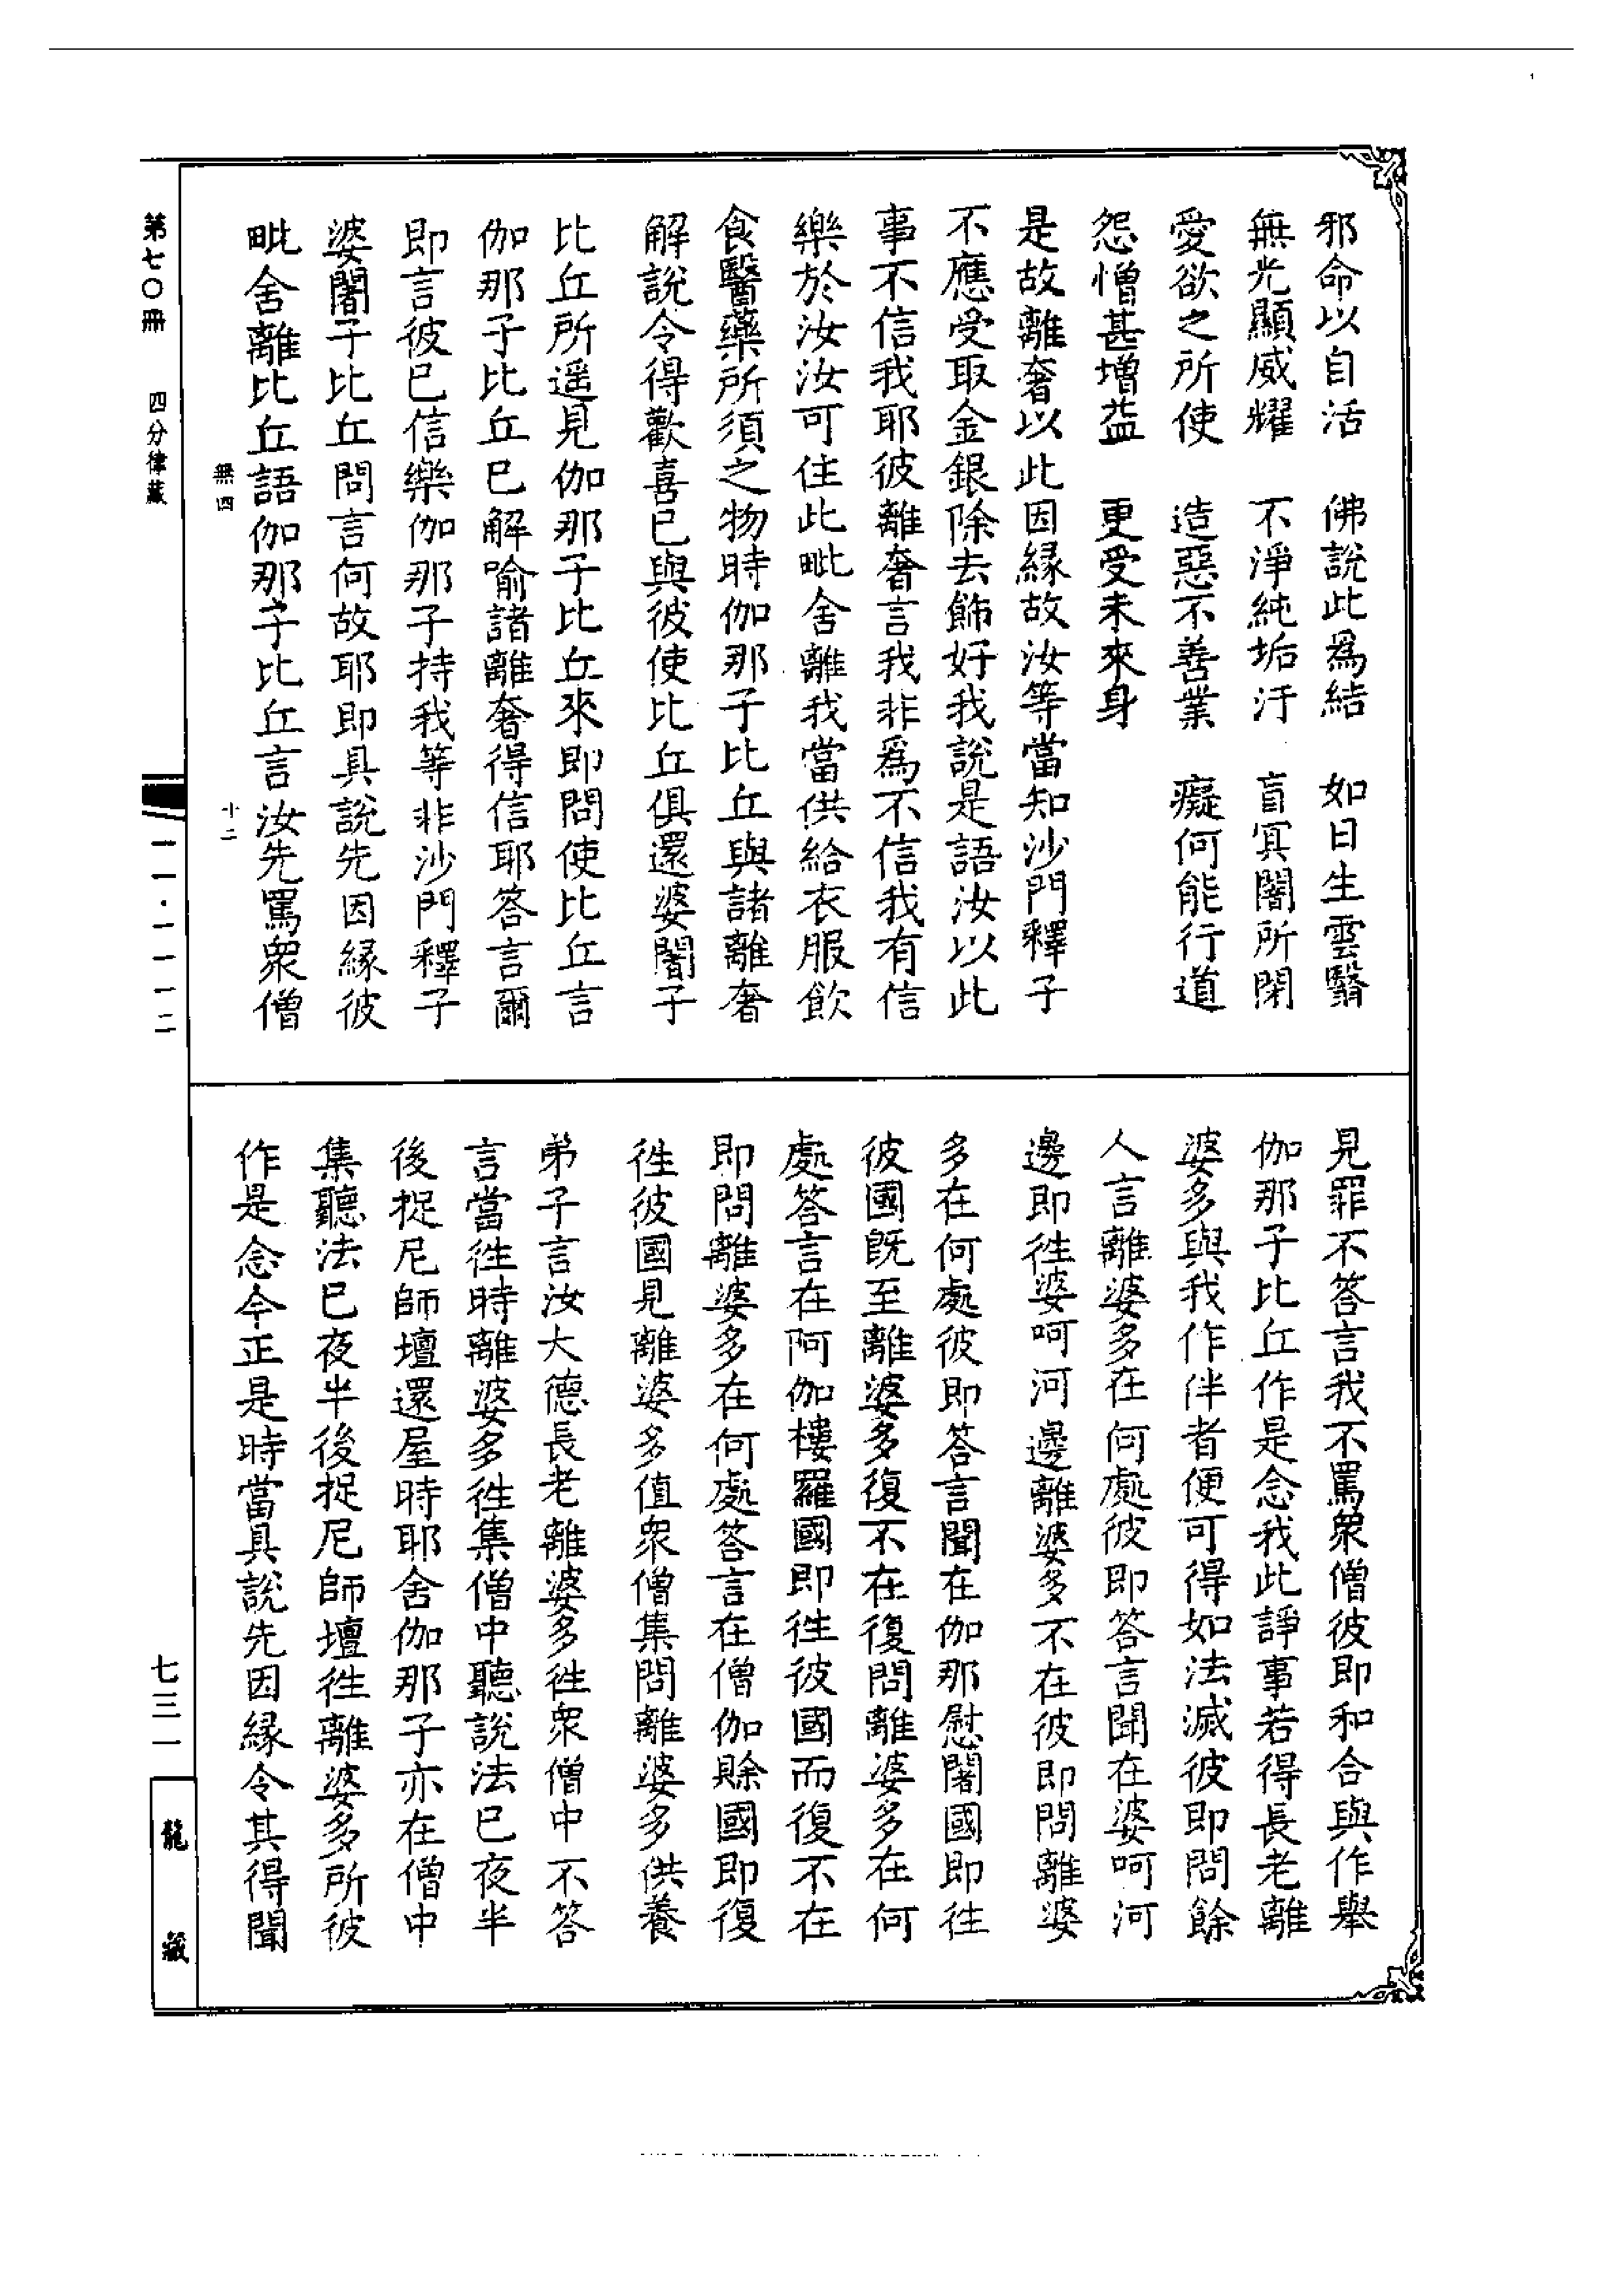 邪命以自活　佛說此爲結　如日生雲翳
無光顯威耀　不淨純垢汙　盲冥闇所閉
愛欲之所使　造惡不善業　癡何能行道
怨憎甚增益　更受未來身
是故離奢以此因緣故汝等當知沙門釋子
不應受取金銀除去飾好我說是語汝以此
事不信我耶彼離奢言我非爲不信我有信
樂於汝汝可住此毗舍離我當供給衣服飲
食醫藥所須之物時伽那子比丘與諸離奢
解說令得歡喜已與彼使比丘俱還婆闍子
比丘所遥見伽那子比丘來即問使比丘言
伽那子比丘已解喻諸離奢得信耶答言爾
即言彼已信樂伽那子持我等非沙門釋子
婆闍子比丘問言何故耶即具說先因緣彼
毗舍離比丘語伽那子比丘言汝先罵衆僧
見罪不答言我不罵衆僧彼即和合與作舉
伽那子比丘作是念我此諍事若得長老離
婆多與我作伴者便可得如法滅彼即問餘
人言離婆多在何處彼即答言聞在婆呵河
邊即徃婆呵河邊離婆多不在彼即問離婆
多在何處彼即答言聞在伽那慰闍國即徃
彼國既至離婆多復不在復問離婆多在何
處答言在阿伽樓羅國即徃彼國而復不在
即問離婆多在何處答言在僧伽賒國即復
徃彼國見離婆多值衆僧集問離婆多供養
弟子言汝大德長老離婆多徃衆僧中不答
言當徃時離婆多徃集僧中聽說法已夜半
後捉尼師壇還屋時耶舍伽那子亦在僧中
集聽法已夜半後捉尼師壇徃離婆多所彼
作是念今正是時當具說先因緣令其得聞
無四
十二
第七〇冊　四分律藏
一一·一一一二
七三一
龍藏